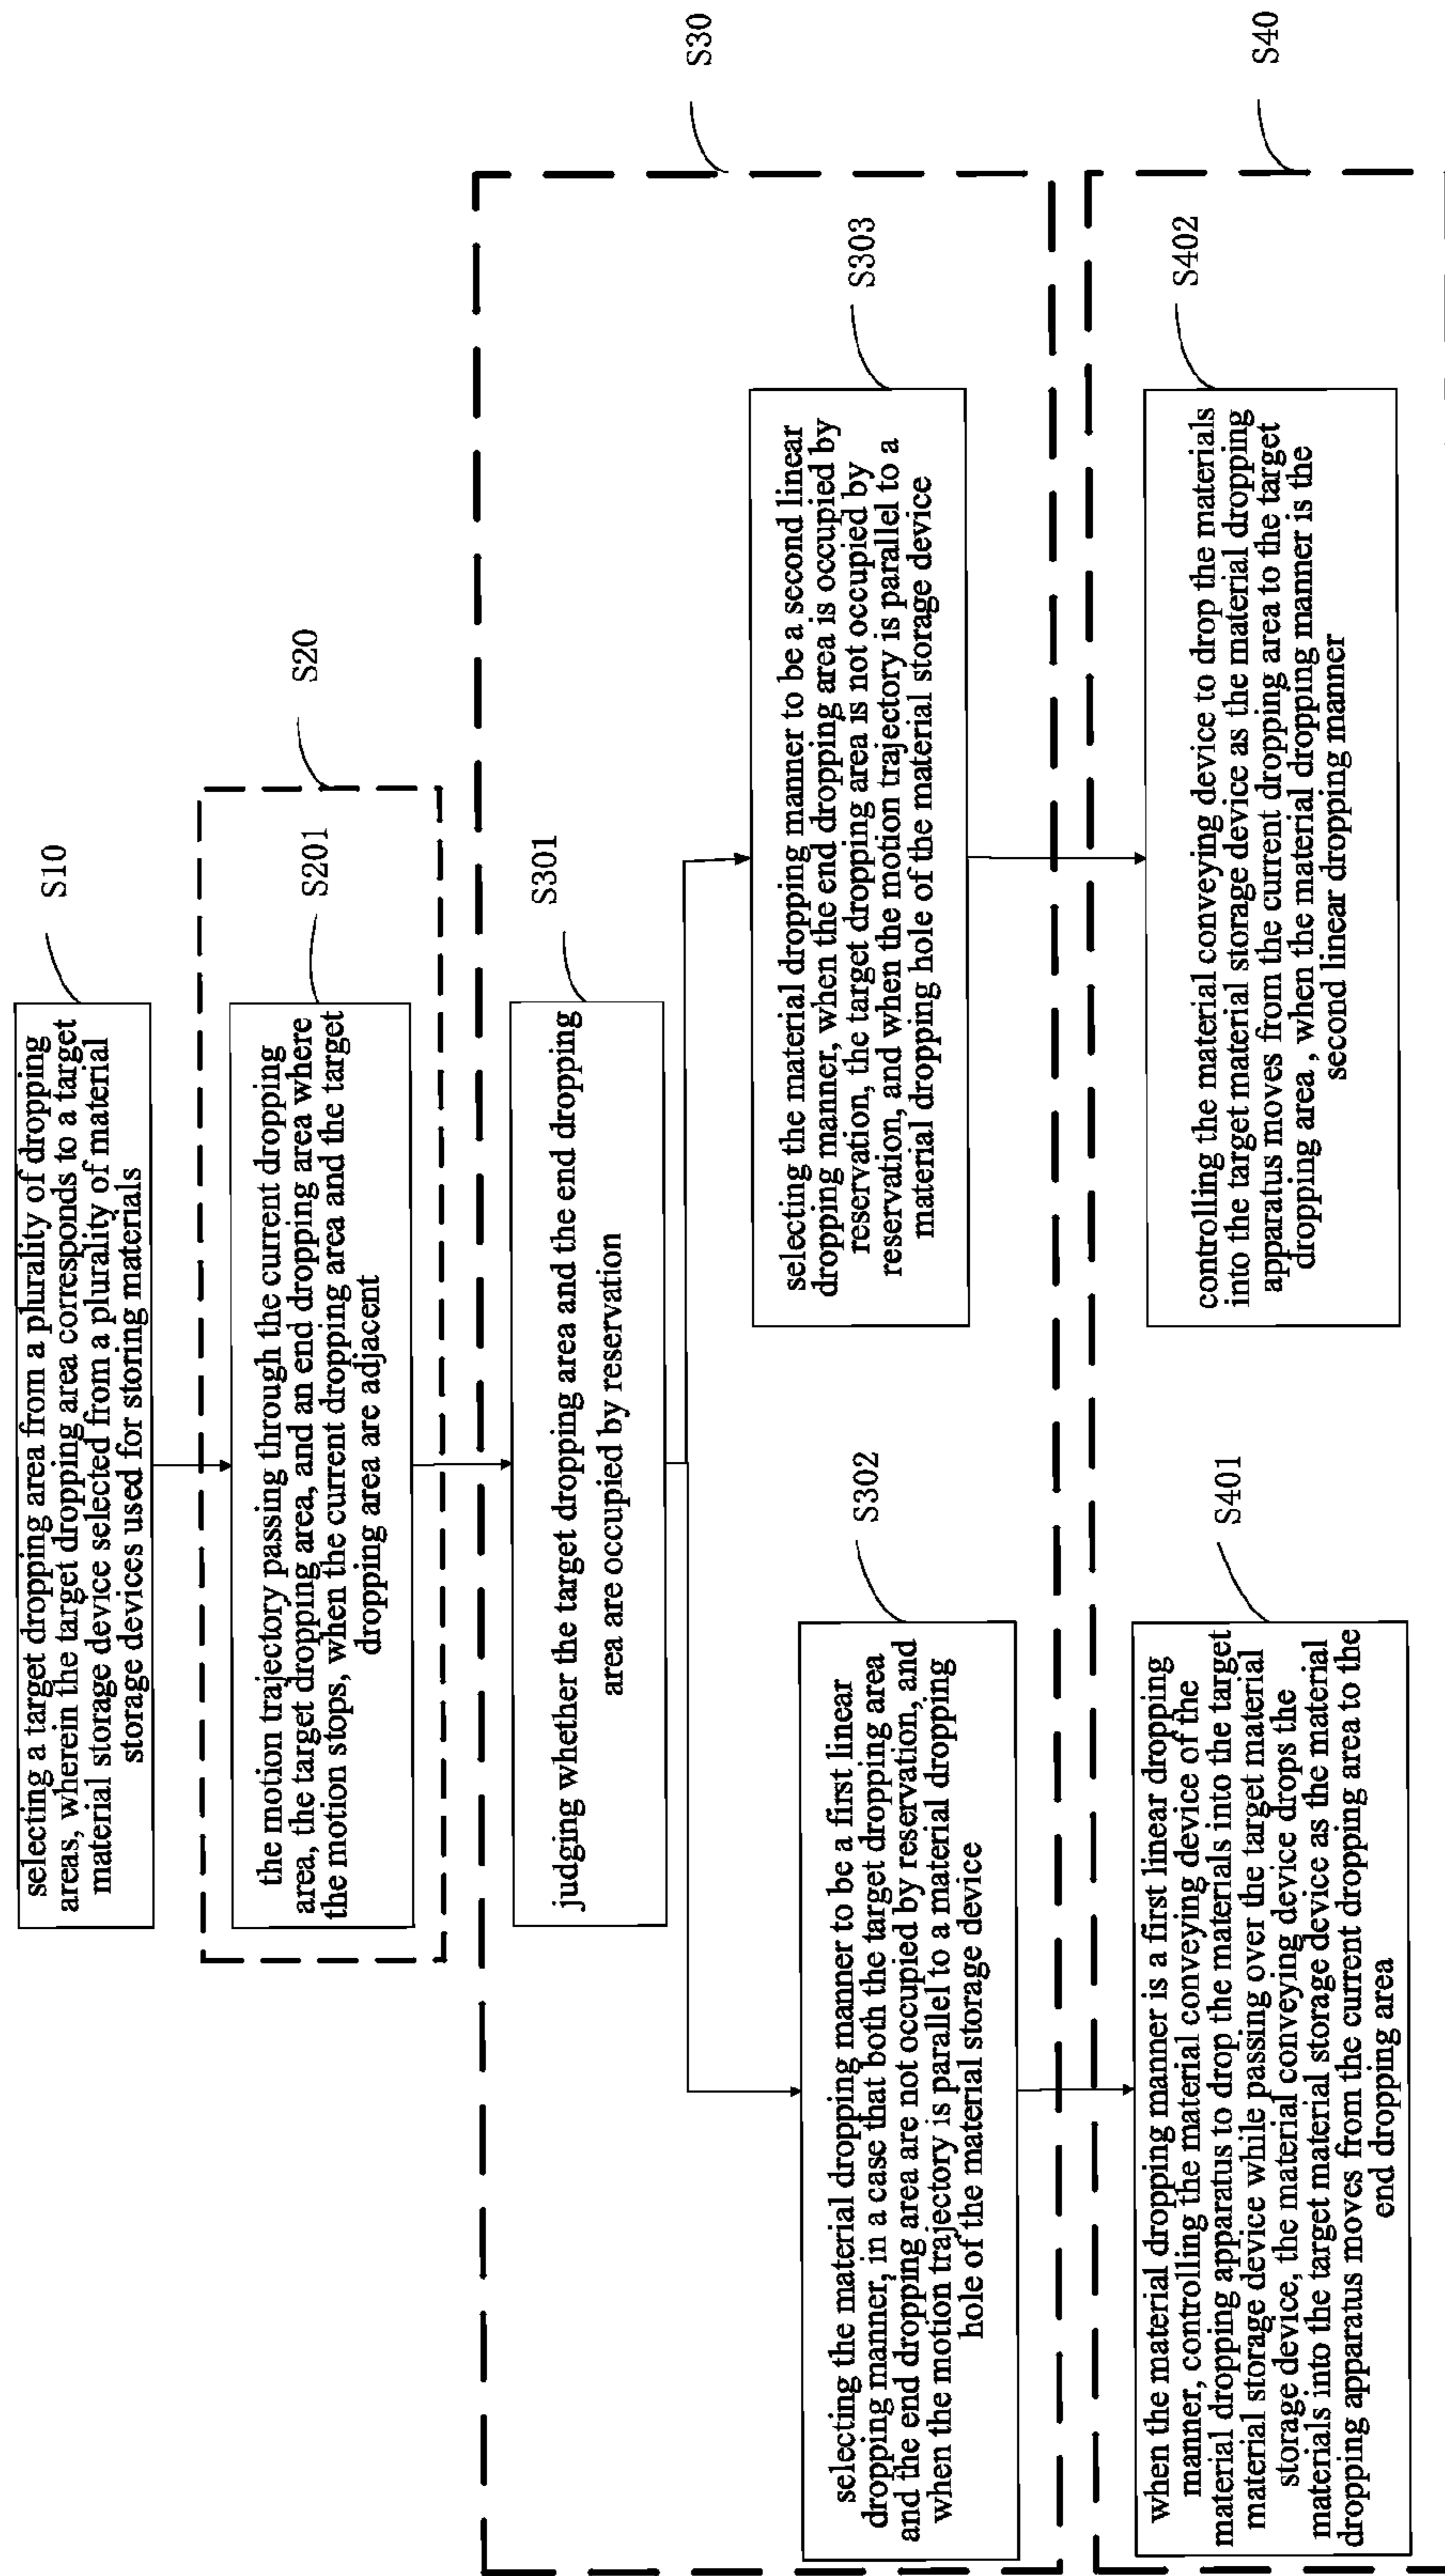 selecting a target dropping area from a plurality of dropping
areas, wherein the target dropping area corresponds to a target
material storage device selected from a plurality of material
storage devices used for storing materials
S10
S20
the motion trajectory passing through the current dropping
area, the target dropping area, and an end dropping area where
the motion stops, when the current dropping area and the target
dropping area are adjacent
S201
S30
judging whether the target dropping area and the end dropping
area are occupied by reservation
S301
selecting the material dropping manner to be a first linear
dropping manner, in a case that both the target dropping area
and the end dropping area are not occupied by reservation, and
when the motion trajectory is parallel to a material dropping
hole of the material storage device
S302
selecting the material dropping manner to be a second linear
dropping manner, when the end dropping area is occupied by
reservation, the target dropping area is not occupied by
reservation, and when the motion trajectory is parallel to a
material dropping hole of the material storage device
S303
S40
when the material dropping manner is a first linear dropping
manner, controlling the material conveying device of the
material dropping apparatus to drop the materials into the target
material storage device while passing over the target material
storage device, the material conveying device drops the
materials into the target material storage device as the material
dropping apparatus moves from the current dropping area to the
end dropping area
S401
controlling the material conveying device to drop the materials
into the target material storage device as the material dropping
apparatus moves from the current dropping area to the target
dropping area , when the material dropping manner is the
second linear dropping manner
S402